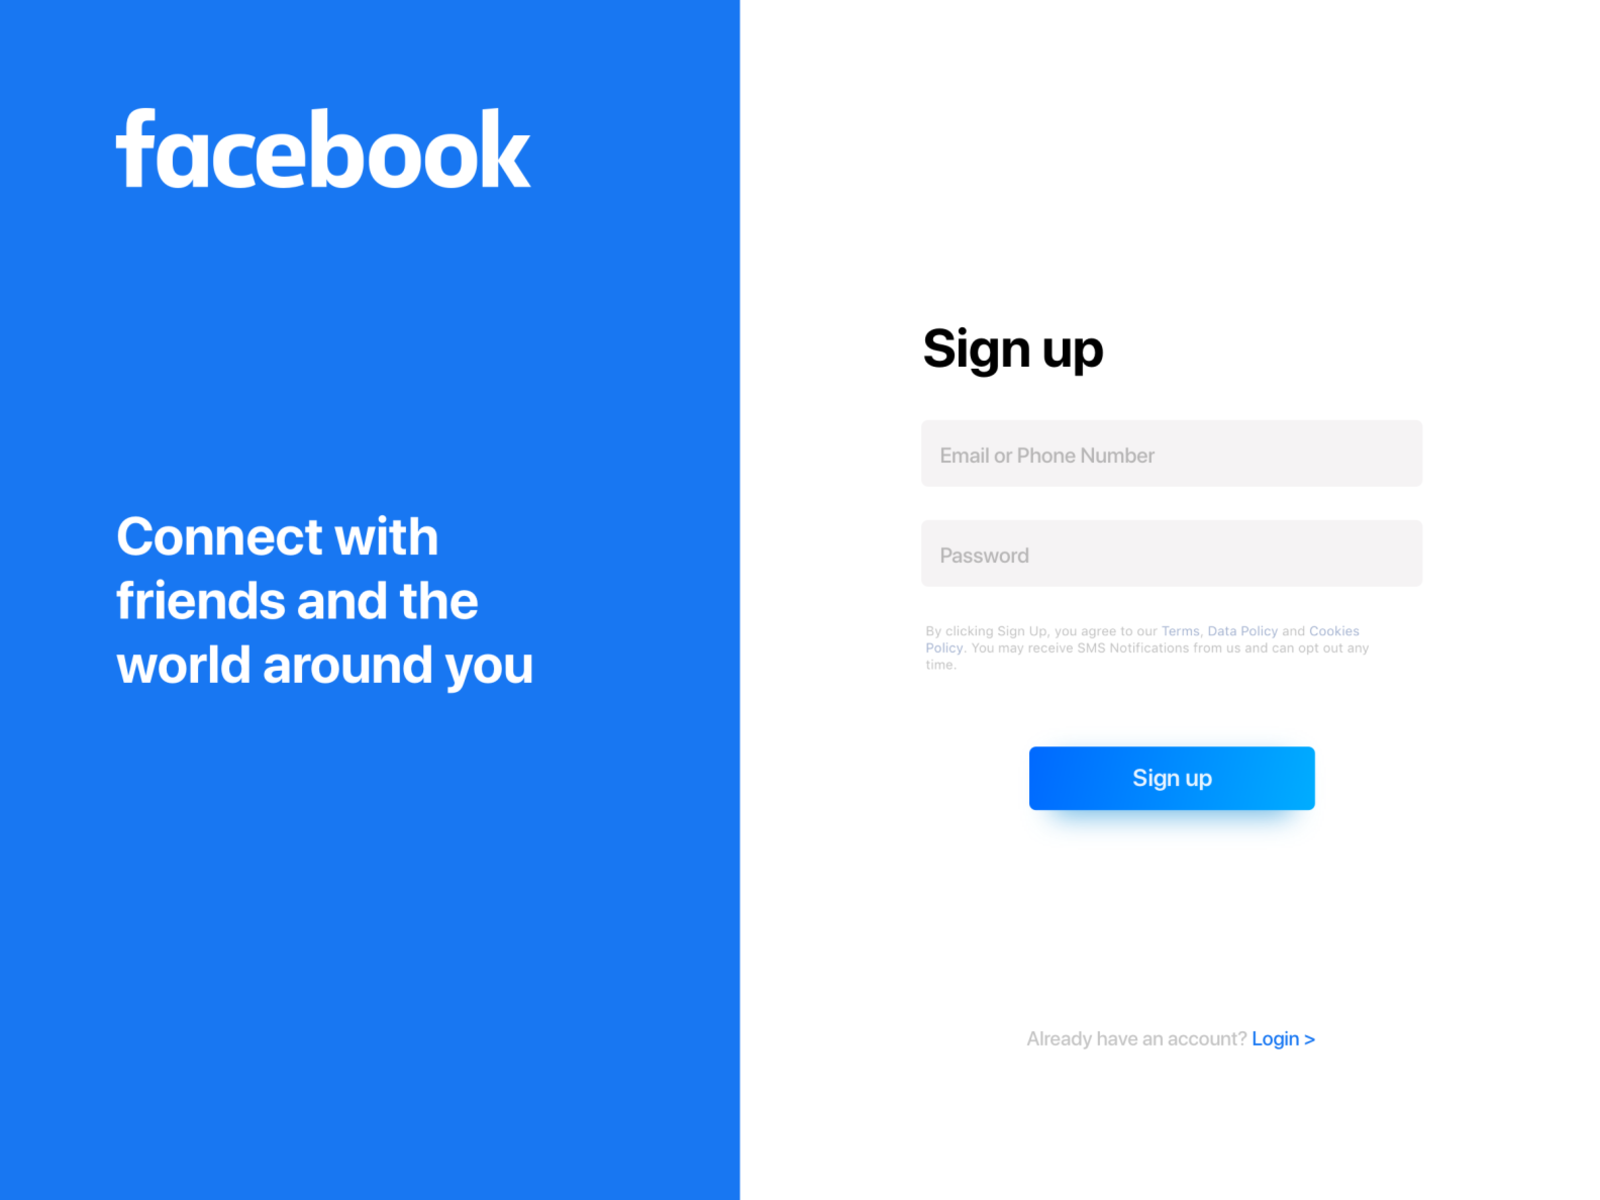 facebook
Connect with
friends and the
world around you
Sign up
Email or Phone Number
Password
By clicking Sign Up, you agree to our Terms, Data Policy and Cookies
Policy. You may receive SMS Notifications from us and can opt out any
time.
Sign up
Already have an account? Login >